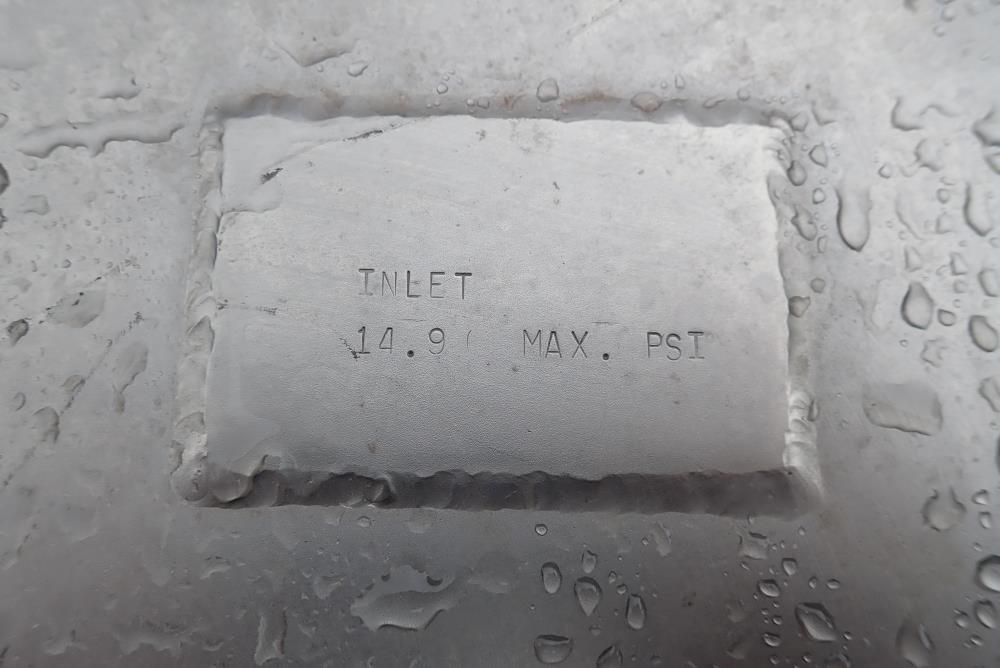 INLET
14.9 MAX. PSI